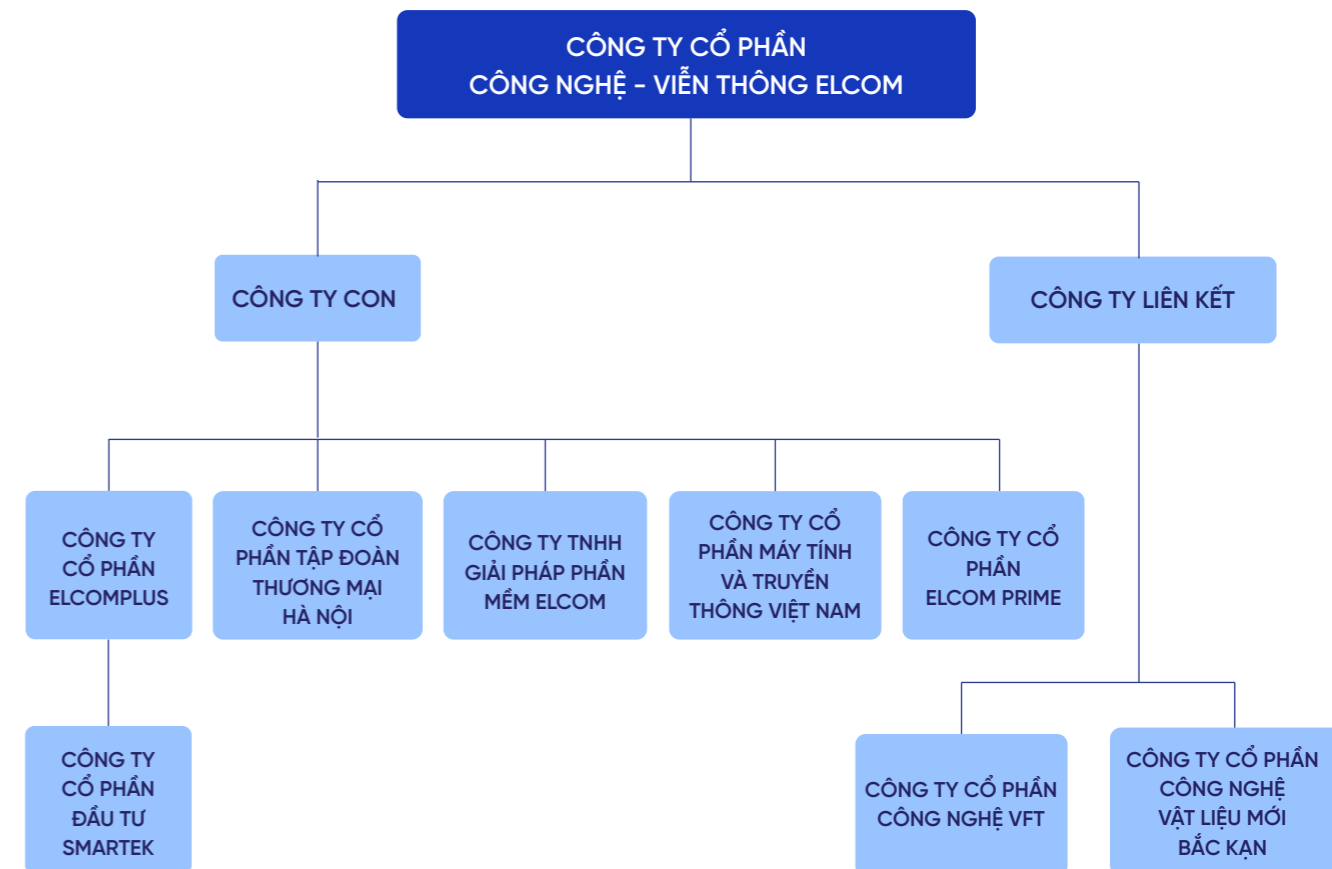 CÔNG TY CỔ PHẦN
CÔNG NGHỆ - VIỄN THÔNG ELCOM
CÔNG TY CON
CÔNG TY LIÊN KẾT
CÔNG TY
CỔ PHẦN
ELCOMPLUS
CÔNG TY CỔ
PHẦN TẬP ĐOÀN
THƯƠNG MẠI
HÀ NỘI
CÔNG TY TNHH
GIẢI PHÁP PHẦN
MỀM ELCOM
CÔNG TY CỔ
PHẦN MÁY TÍNH
VÀ TRUYỀN
THÔNG VIỆT NAM
CÔNG TY CỔ
PHẦN
ELCOM PRIME
CÔNG TY
CỔ PHẦN
ĐẦU TƯ
SMARTEK
CÔNG TY CỔ PHẦN
CÔNG NGHỆ VFT
CÔNG TY CỔ PHẦN
CÔNG NGHỆ
VẬT LIỆU MỚI
BẮC KẠN